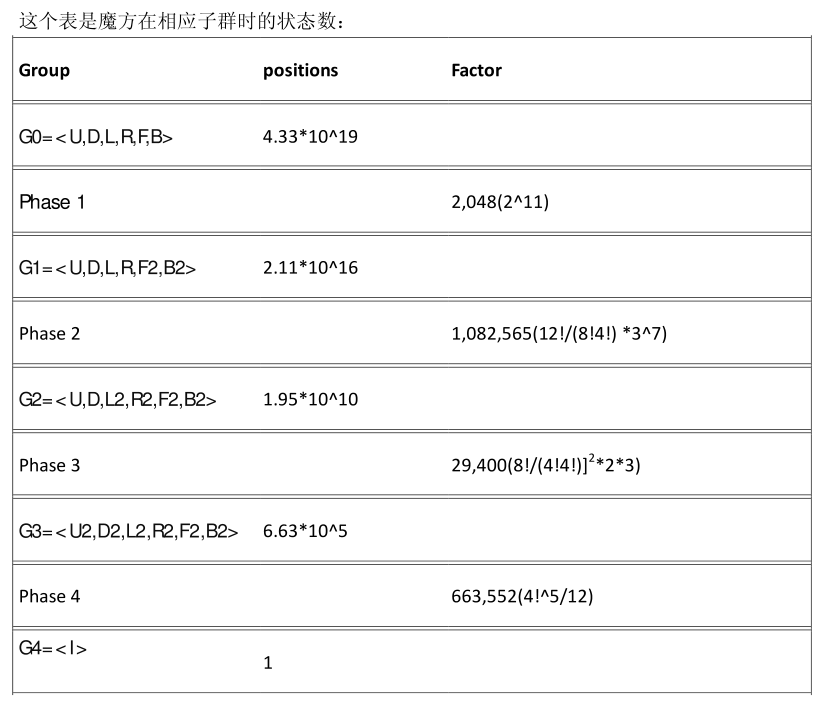 这个表是魔方在相应子群时的状态数：
Group positions Factor
G0=<U,D,L,R,F,B> 4.33*10^19
Phase 1 2,048(2^11)
G1=<U,D,L,R,F2,B2> 2.11*10^16
Phase 2 1,082,565(12!/(8!4!) *3^7)
G2=<U,D,L2,R2,F2,B2> 1.95*10^10
Phase 3 29,400(8!/(4!4!)]²*2*3)
G3=<U2,D2,L2,R2,F2,B2> 6.63*10^5
Phase 4 663,552(4!^5/12)
G4=<I> 1